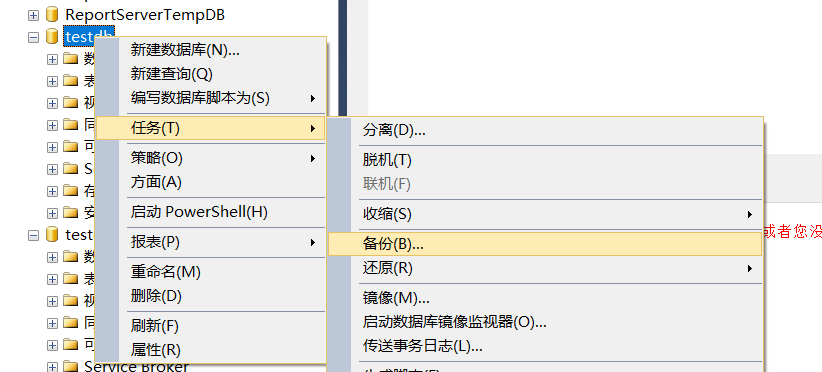 ReportServerTempDB
testdb
新建数据库(N)...
新建查询(Q)
编写数据库脚本为(S)
任务(T)
策略(O)
方面(A)
启动 PowerShell(H)
报表(P)
重命名(M)
删除(D)
刷新(F)
属性(R)
分离(D)...
脱机(T)
联机(F)
收缩(S)
备份(B)...
还原(R)
镜像(M)...
启动数据库镜像监视器(O)...
传送事务日志(L)...
或者您没
数
表
视
同
可
S
存
安
test
数
表
视
同
可
Service Broker